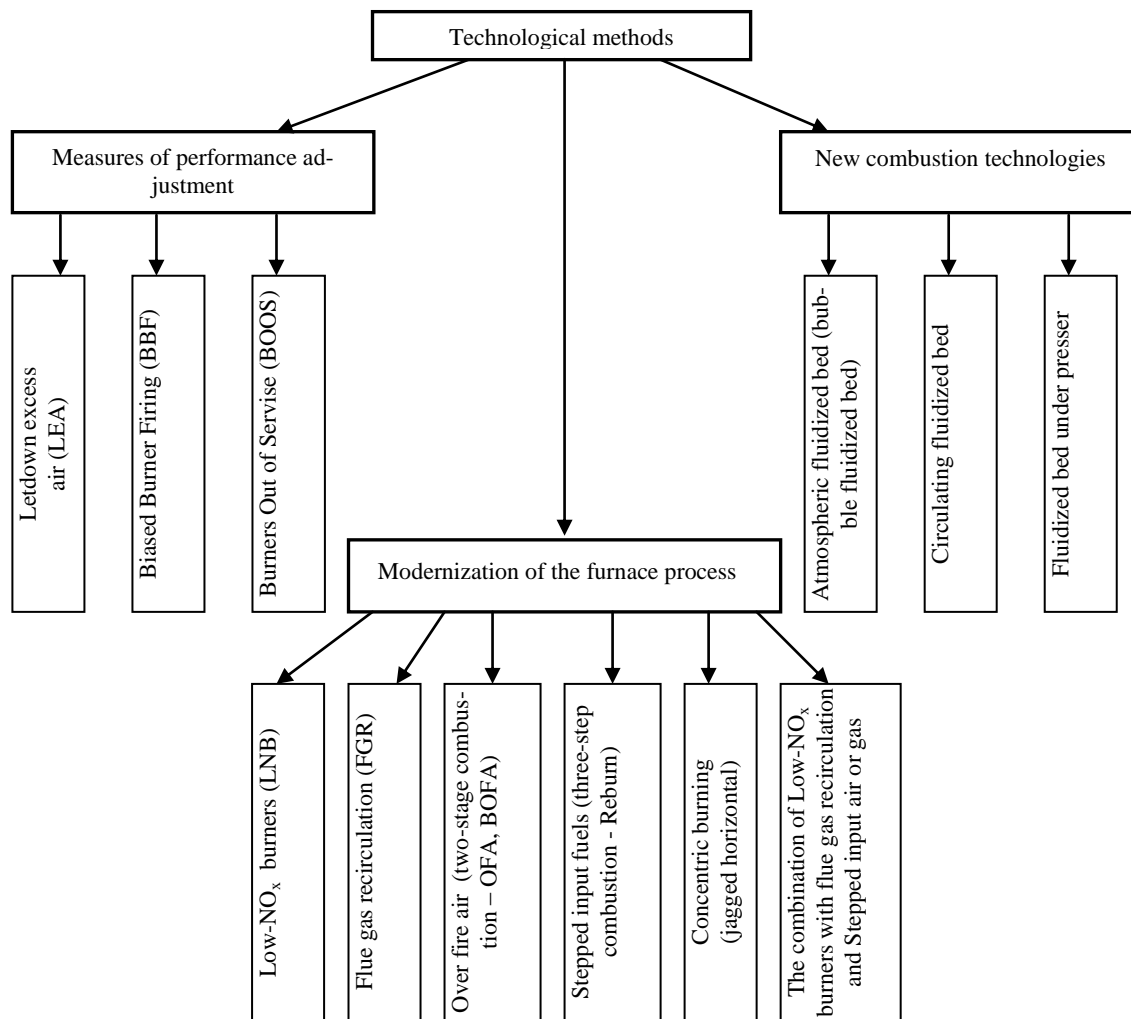 Technological methods
Measures of performance ad-
justment
New combustion technologies
Letdown excess
air (LEA)
Biased Burner Firing (BBF)
Burners Out of Servise (BOOS)
Atmospheric fluidized bed (bub-
ble fluidized bed)
Circulating fluidized bed
Fluidized bed under presser
Modernization of the furnace process
Low-NOx burners (LNB)
Flue gas recirculation (FGR)
Over fire air (two-stage combus-
tion – OFA, BOFA)
Stepped input fuels (three-step
combustion - Reburn)
Concentric burning
(jagged horizontal)
The combination of Low-NOx
burners with flue gas recirulation
and Stepped input air or gas